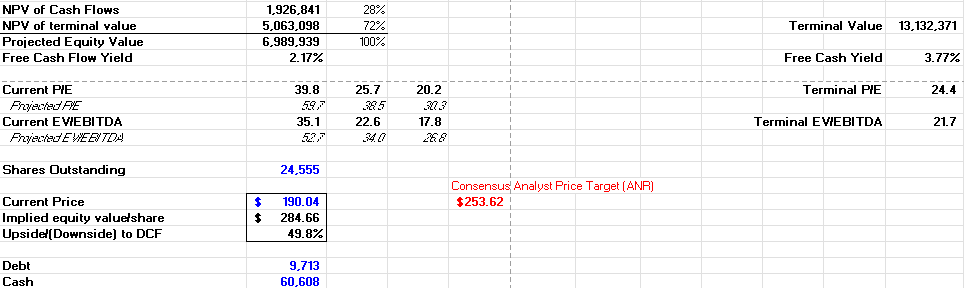 NPV of Cash Flows 1,926,841 28%
NPV of terminal value 5,063,098 72% Terminal Value 13,132,371
Projected Equity Value 6,989,939 100%
Free Cash Flow Yield 2.17% Free Cash Yield 3.77%
Current P/E 39.8 25.7 20.2 Terminal P/E 24.4
Projected P/E 59.7 38.5 30.3
Current EV/EBITDA 35.1 22.6 17.8 Terminal EV/EBITDA 21.7
Projected EV/EBITDA 52.7 34.0 26.8
Shares Outstanding 24,555
Consensus Analyst Price Target (ANR)
Current Price $ 190.04 $253.62
Implied equity value/share $ 284.66
Upside/(Downside) to DCF 49.8%
Debt 9,713
Cash 60,608